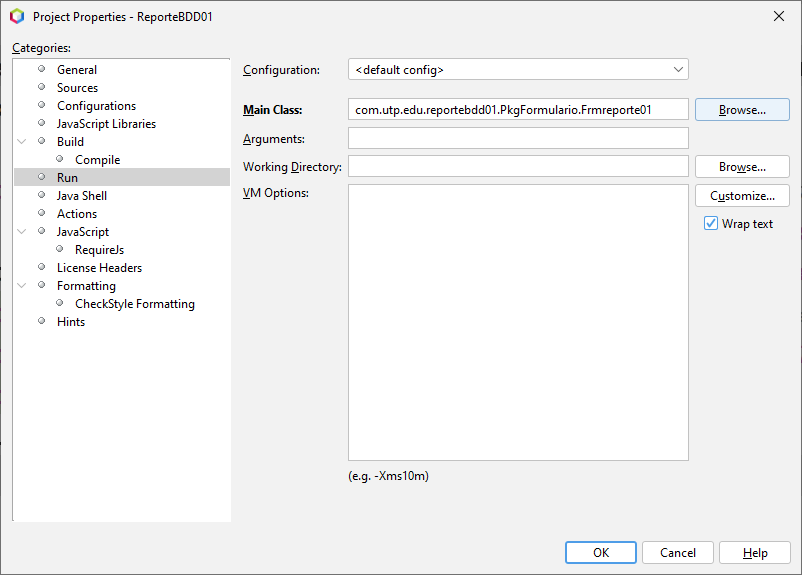 Project Properties - ReporteBDD01
Categories:
General
Sources
Configurations
JavaScript Libraries
Build
Compile
Run
Java Shell
Actions
JavaScript
RequireJs
License Headers
Formatting
CheckStyle Formatting
Hints
Configuration: <default config>
Main Class: com.utp.edu.reportebdd01.PkgFormulario.Frmreporte01 Browse...
Arguments:
Working Directory: Browse...
VM Options: Customize...
Wrap text
(e.g. -Xms10m)
OK Cancel Help